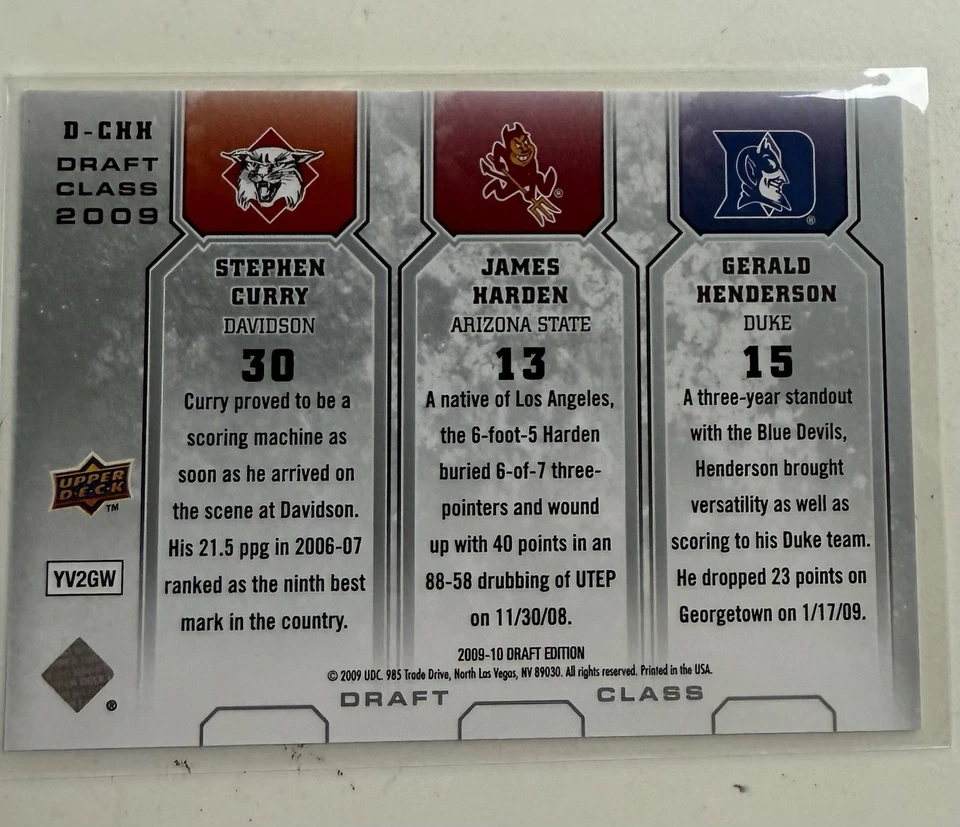 D-CHH
DRAFT
CLASS
2009
STEPHEN
CURRY
DAVIDSON
30
Curry proved to be a
scoring machine as
soon as he arrived on
the scene at Davidson.
His 21.5 ppg in 2006-07
ranked as the ninth best
mark in the country.
®
JAMES
HARDEN
ARIZONA STATE
13
A native of Los Angeles,
the 6-foot-5 Harden
buried 6-of-7 three-
pointers and wound
up with 40 points in an
88-58 drubbing of UTEP
on 11/30/08.
D
®
GERALD
HENDERSON
DUKE
15
A three-year standout
with the Blue Devils,
Henderson brought
versatility as well as
scoring to his Duke team.
He dropped 23 points on
Georgetown on 1/17/09.
UPPER
D·E·C·K
TM
YV2GW
®
2009-10 DRAFT EDITION
© 2009 UDC. 985 Trade Drive, North Las Vegas, NV 89030. All rights reserved. Printed in the USA.
DRAFT CLASS